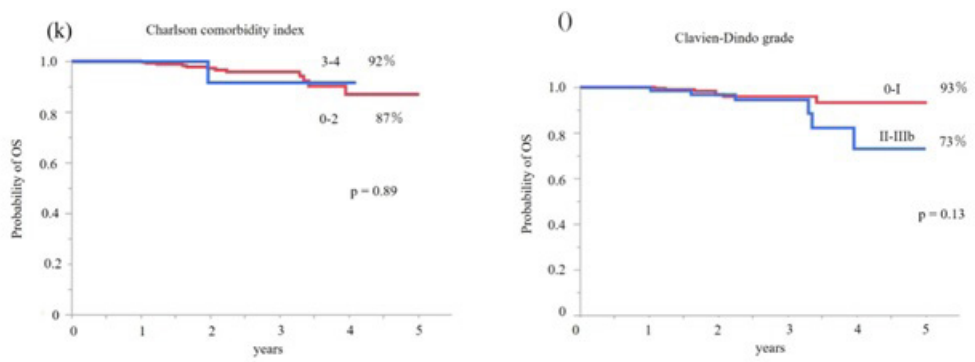 (k)
Charlson comorbidity index
1.0
0.8
0.6
0.4
0.2
0
Probability of OS
3-4 92%
0-2 87%
p = 0.89
0 1 2 3 4 5
years
()
Clavien-Dindo grade
1.0
0.8
0.6
0.4
0.2
0
Probability of OS
0-I 93%
II-IIIb 73%
p = 0.13
0 1 2 3 4 5
years